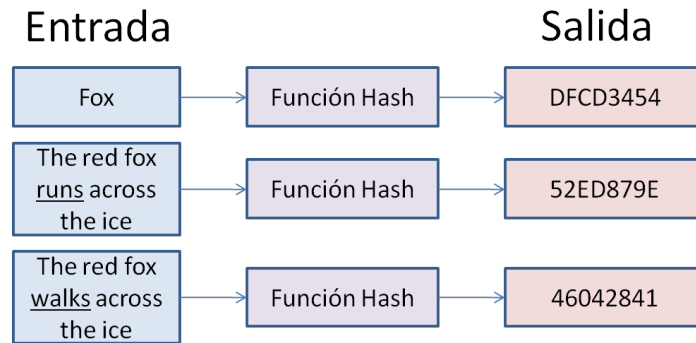 Entrada
Salida
Fox
Función Hash
DFCD3454
The red fox
runs across
the ice
Función Hash
52ED879E
The red fox
walks across
the ice
Función Hash
46042841